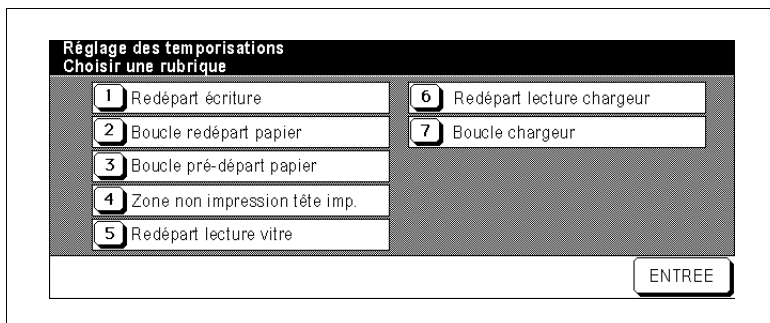 Réglage des temporisations
Choisir une rubrique
1 Redépart écriture
2 Boucle redépart papier
3 Boucle pré-départ papier
4 Zone non impression tête imp.
5 Redépart lecture vitre
6 Redépart lecture chargeur
7 Boucle chargeur
ENTREE